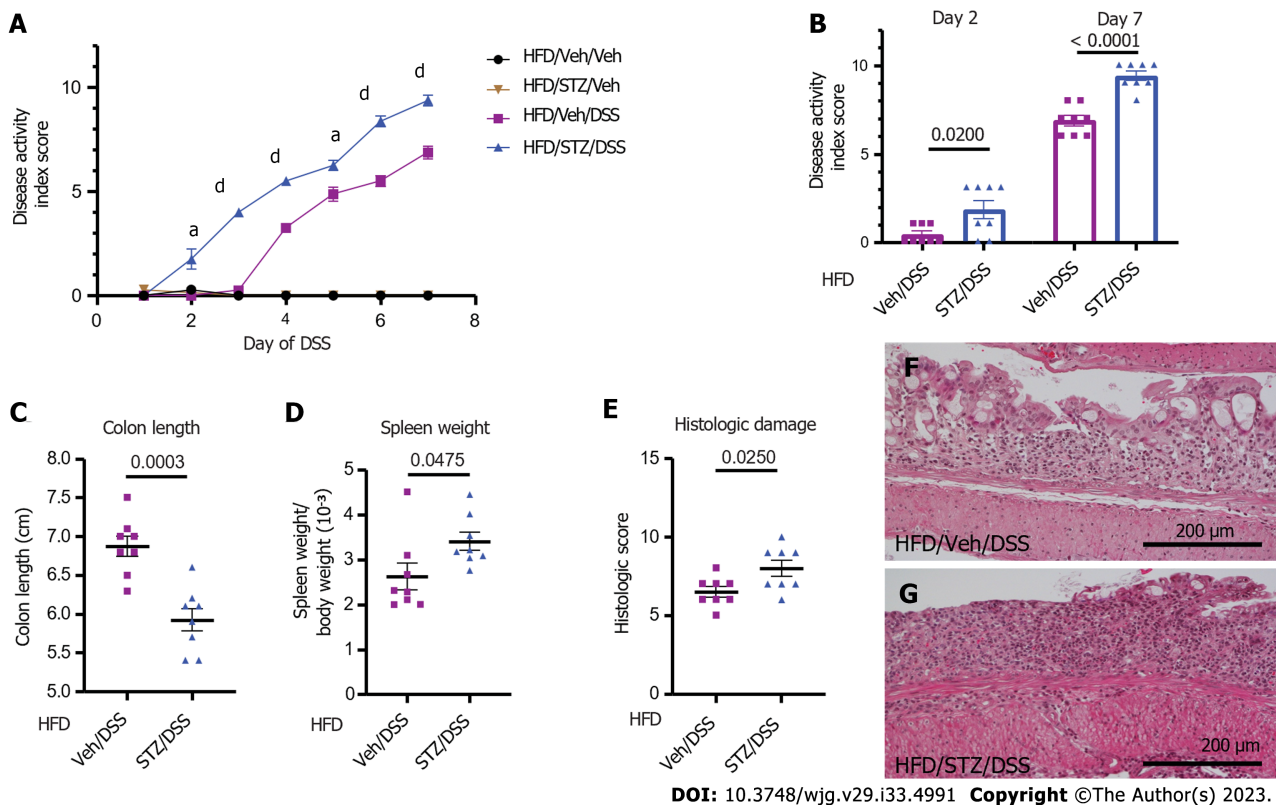 A
Disease activity
index score
10
5
0
0
2
4
6
8
Day of DSS
a
d
d
a
d
d
HFD/Veh/Veh
HFD/STZ/Veh
HFD/Veh/DSS
HFD/STZ/DSS
B
Day 2
Day 7
< 0.0001
0.0200
Disease activity
index score
10
5
0
HFD
Veh/DSS
STZ/DSS
Veh/DSS
STZ/DSS
C
Colon length
0.0003
Colon length (cm)
8.0
7.5
7.0
6.5
6.0
5.5
5.0
HFD
Veh/DSS
STZ/DSS
D
Spleen weight
0.0475
Spleen weight/
body weight (10⁻³)
5
4
3
2
1
0
HFD
Veh/DSS
STZ/DSS
E
Histologic damage
0.0250
Histologic score
15
10
5
0
HFD
Veh/DSS
STZ/DSS
F
HFD/Veh/DSS
200 µm
G
HFD/STZ/DSS
200 µm
DOI: 10.3748/wjg.v29.i33.4991 Copyright ©The Author(s) 2023.